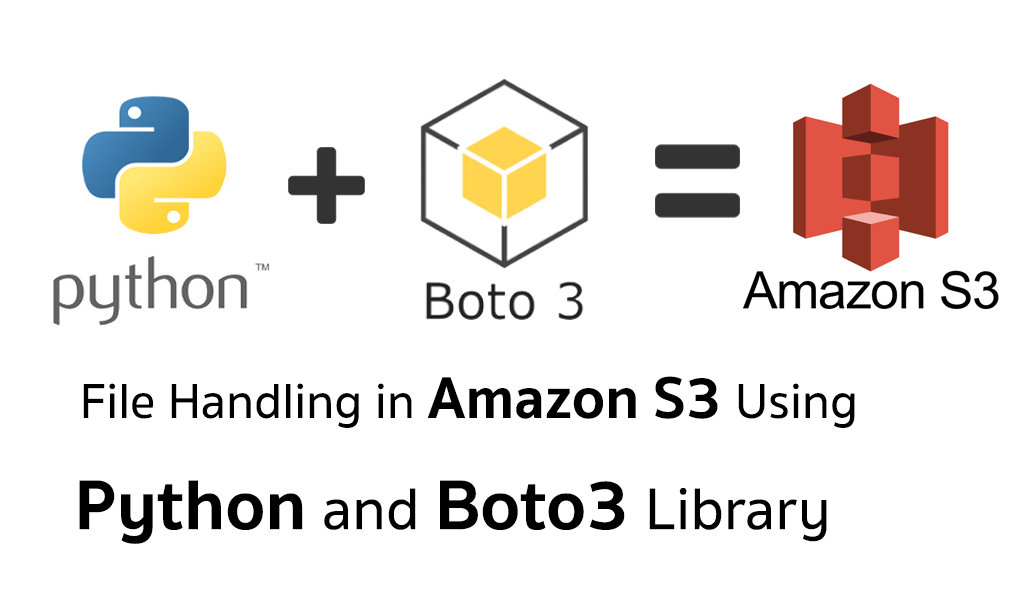 python™
Boto 3
Amazon S3
File Handling in Amazon S3 Using
Python and Boto3 Library